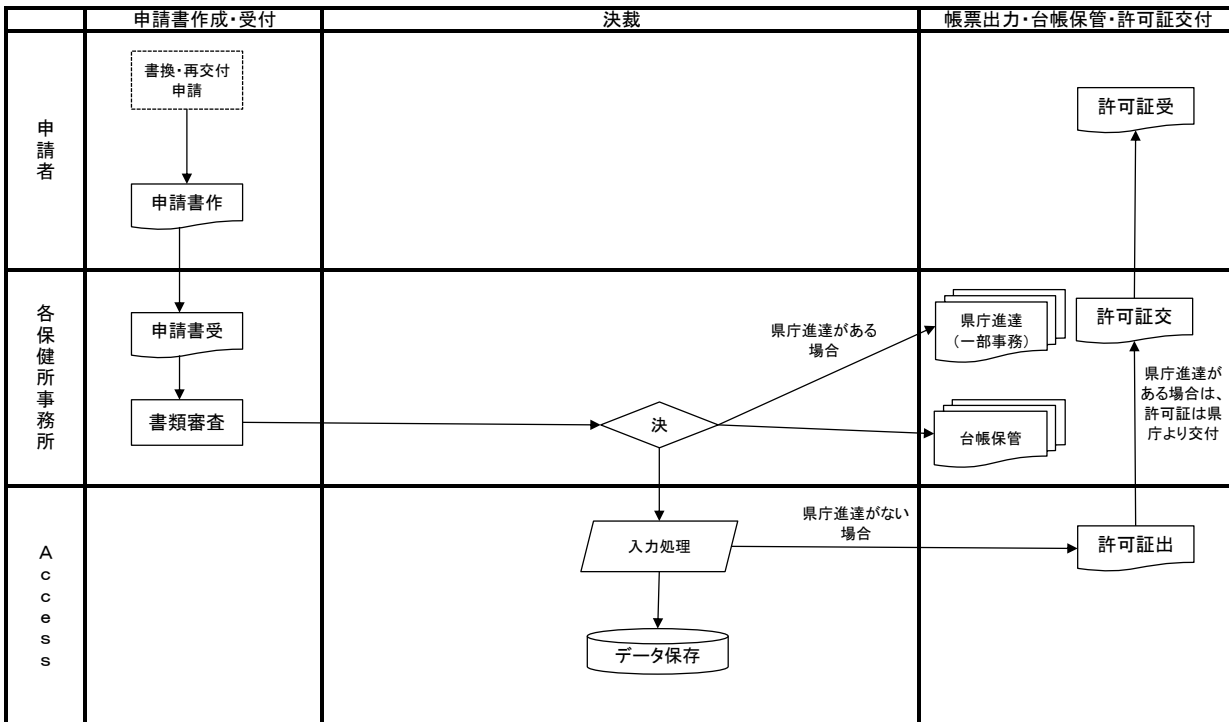 申請書作成・受付
決裁
帳票出力・台帳保管・許可証交付
申請者
書換・再交付
申請
申請書作
許可証受
各保健所事務所
申請書受
書類審査
県庁進達がある
場合
決
県庁進達
(一部事務)
台帳保管
許可証交
県庁進達が
ある場合は、
許可証は県
庁より交付
Access
入力処理
県庁進達がない
場合
許可証出
データ保存